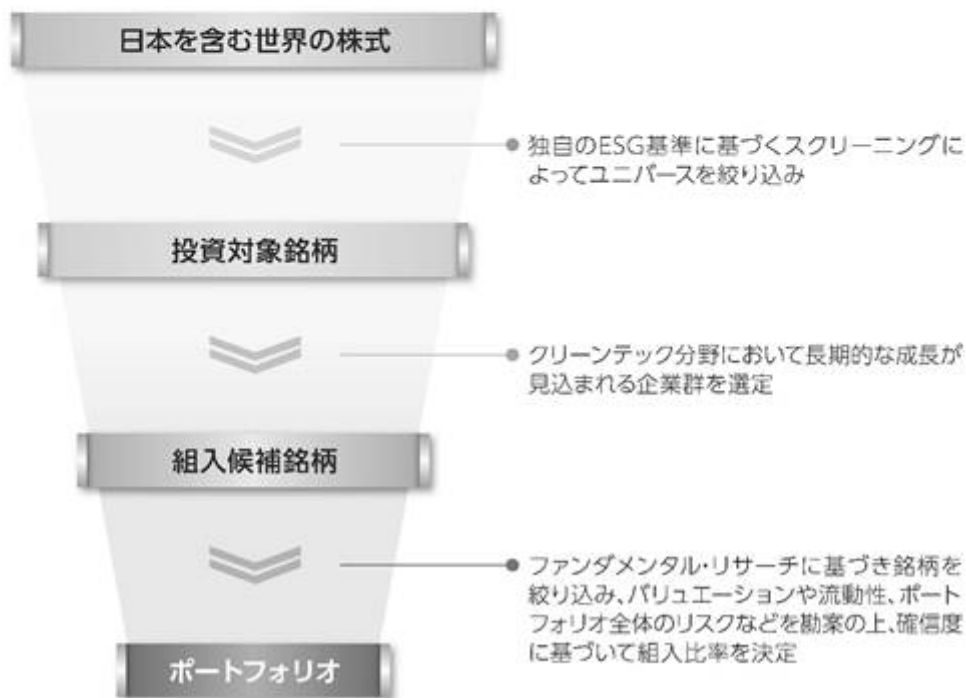 日本を含む世界の株式
独自のESG基準に基づくスクリーニングに
よってユニバースを絞り込み
投資対象銘柄
クリーンテック分野において長期的な成長が
見込まれる企業群を選定
組入候補銘柄
ファンダメンタル・リサーチに基づき銘柄を
絞り込み、バリュエーションや流動性、ポート
フォリオ全体のリスクなどを勘案の上、確信度
に基づいて組入比率を決定
ポートフォリオ